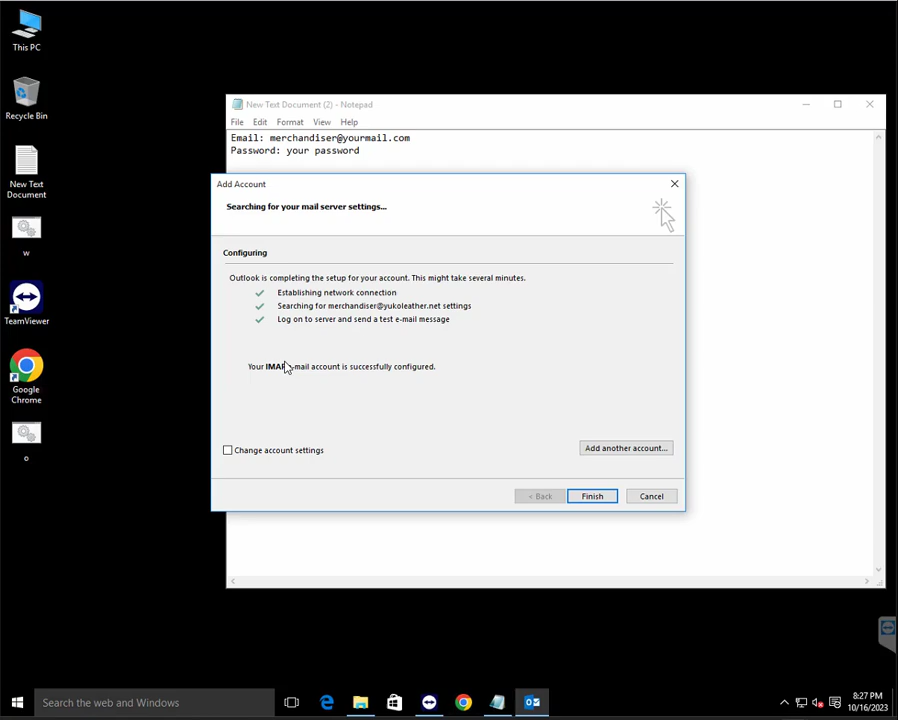 This PC
Recycle Bin
New Text
Document
w
TeamViewer
Google
Chrome
o
New Text Document (2) - Notepad
File Edit Format View Help
Email: merchandiser@yourmail.com
Password: your password
Add Account
Searching for your mail server settings...
Configuring
Outlook is completing the setup for your account. This might take several minutes.
Establishing network connection
Searching for merchandiser@yukoleather.net settings
Log on to server and send a test e-mail message
Your IMAP e-mail account is successfully configured.
Change account settings
Add another account...
< Back Finish Cancel
Search the web and Windows
8:27 PM
10/16/2023